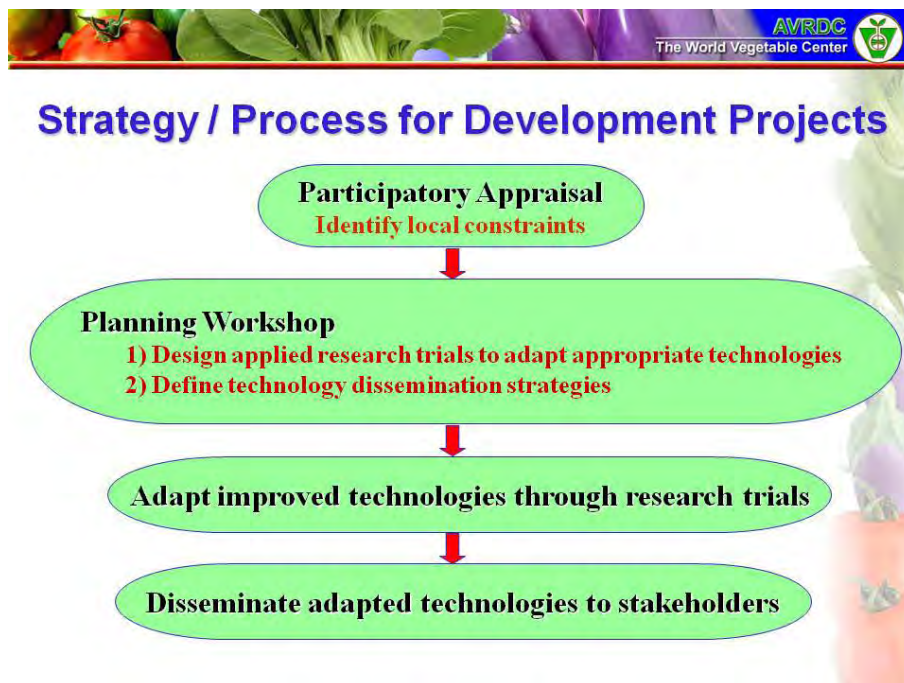 AVRDC
The World Vegetable Center
Strategy / Process for Development Projects
Participatory Appraisal
Identify local constraints
Planning Workshop
1) Design applied research trials to adapt appropriate technologies
2) Define technology dissemination strategies
Adapt improved technologies through research trials
Disseminate adapted technologies to stakeholders